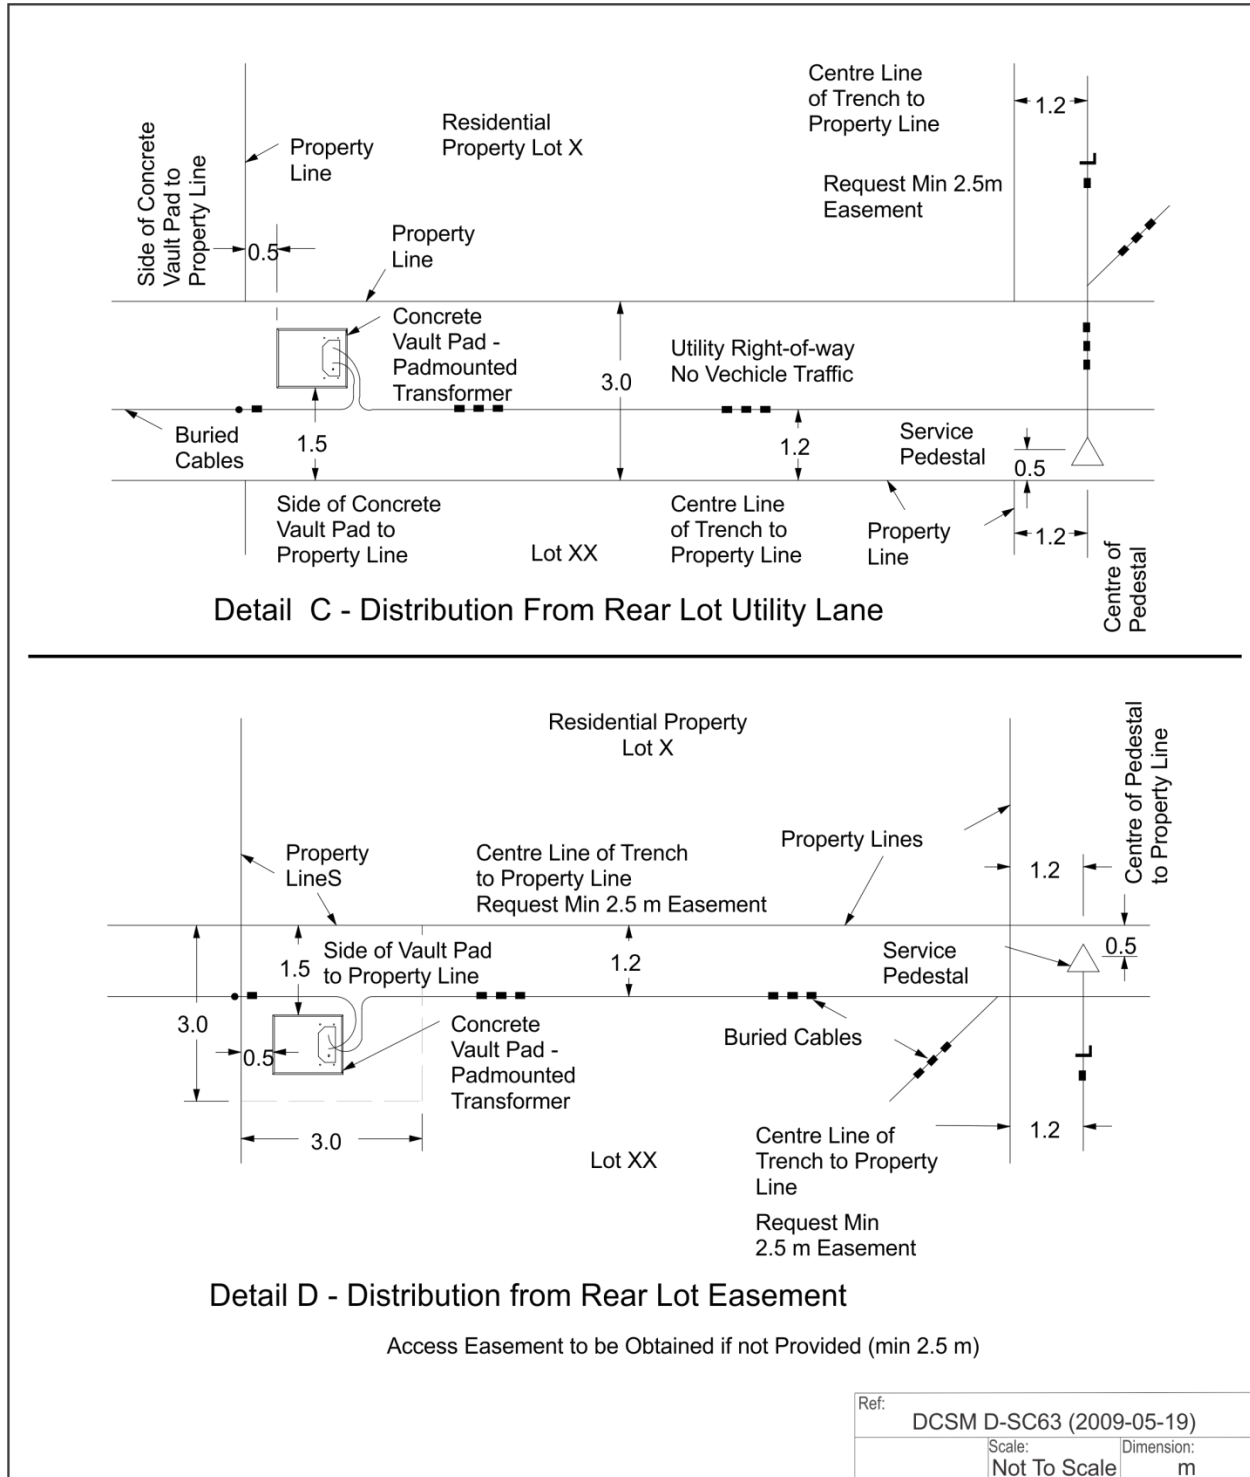 Centre Line
of Trench to
Property Line
1.2
Residential
Property Lot X
Property
Line
Side of Concrete
Vault Pad to
Property Line
Request Min 2.5m
Easement
0.5
Property
Line
Concrete
Vault Pad -
Padmounted
Transformer
3.0
Utility Right-of-way
No Vechicle Traffic
Buried
Cables
1.5
1.2
Service
Pedestal
0.5
Side of Concrete
Vault Pad to
Property Line
Lot XX
Centre Line
of Trench to
Property Line
Property
Line
1.2
Centre of
Pedestal
Detail C - Distribution From Rear Lot Utility Lane
Residential Property
Lot X
Centre of Pedestal
to Property Line
Property
LineS
Centre Line of Trench
to Property Line
Request Min 2.5 m Easement
Property Lines
1.2
1.5
Side of Vault Pad
to Property Line
1.2
Service
Pedestal
0.5
3.0
0.5
Concrete
Vault Pad -
Padmounted
Transformer
Buried Cables
3.0
Lot XX
Centre Line of
Trench to Property
Line
1.2
Request Min
2.5 m Easement
Detail D - Distribution from Rear Lot Easement
Access Easement to be Obtained if not Provided (min 2.5 m)
Ref:
DCSM D-SC63 (2009-05-19)
Scale:
Not To Scale
Dimension:
m